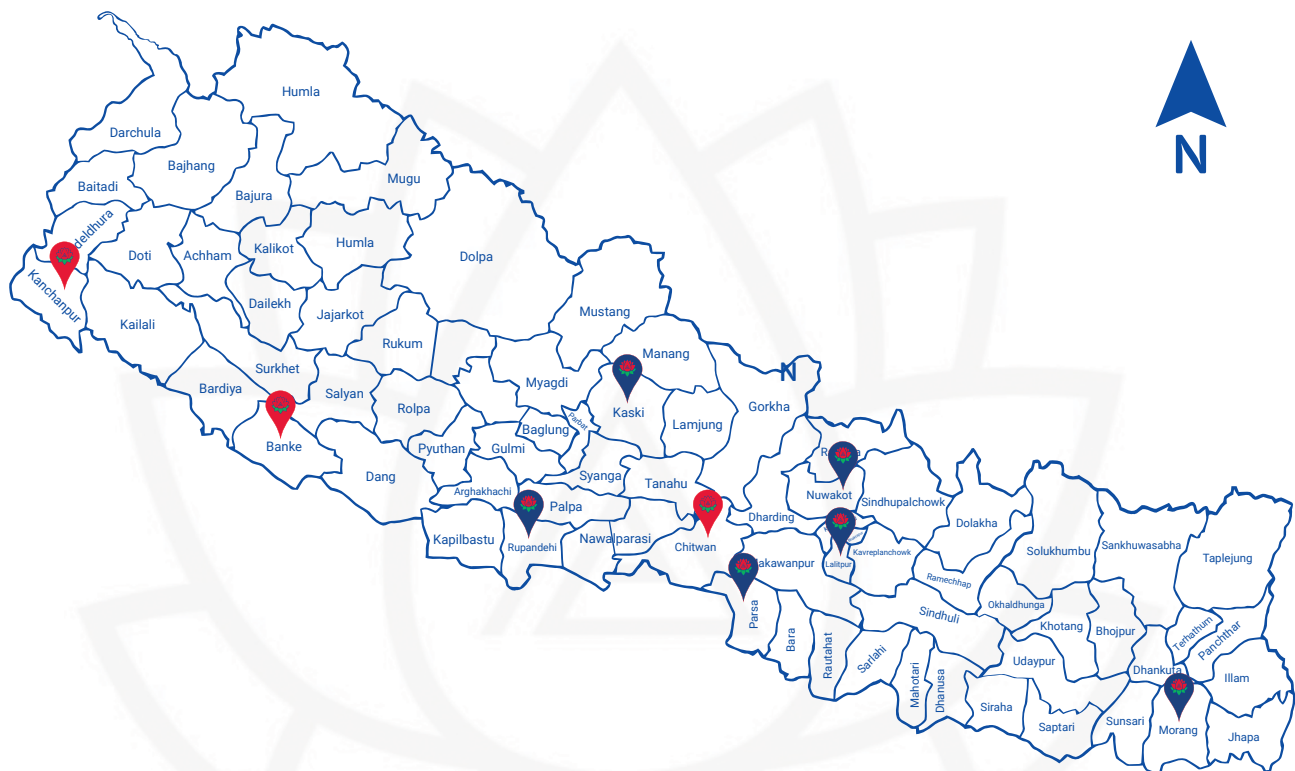 Humla
Darchula
Bajhang
Mugu
Baitadi
Bajura
deldhura
Humla
Kalikot
Doti
Achham
Dolpa
Kanchanpur
Dailekh
Mustang
Jajarkot
Kailali
Rukum
Manang
Surkhet
N
Myagdi
Bardiya
Salyan
Gorkha
Rolpa
Kaski
Parbat
Lamjung
Baglung
Banke
Pyuthan
Gulmi
Dang
Syanga
Tanahu
Arghakhachi
Nuwakot
Sindhupalchowk
Palpa
Dharding
Dolakha
Kapilbastu
Nawalparasi
Rupandehi
Chitwan
Kavreplanchowk
Solukhumbu
Sankhuwasabha
Taplejung
akawanpur
Lalitpur
Ramechhap
Okhaldhunga
Parsa
Sindhuli
Khotang
Bhojpur
Terhathum
Panchthar
Bara
Rautahat
Sarlahi
Udaypur
Dhankuta
Illam
Mahotari
Dhanusa
Siraha
Saptari
Sunsari
Morang
Jhapa
N